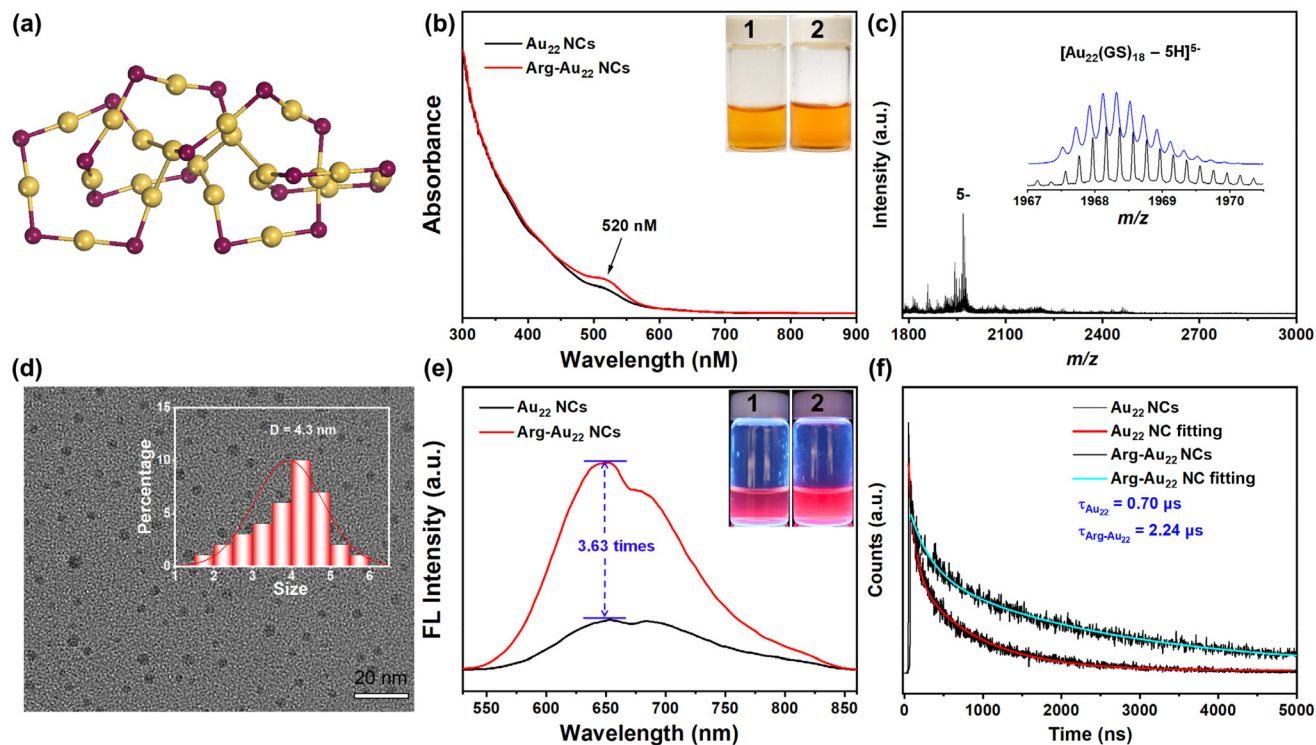 (a)
(b)
Au₂₂ NCs
Arg-Au₂₂ NCs
1
2
520 nM
Absorbance
300
400
500
600
700
800
900
Wavelength (nM)
(c)
[Au₂₂(GS)₁₈ – 5H]⁵⁻
1967
1968
1969
1970
m/z
5-
Intensity (a.u.)
1800
2100
2400
2700
3000
m/z
(d)
15
10
5
0
Percentage
D = 4.3 nm
1
2
3
4
5
6
Size
20 nm
(e)
Au₂₂ NCs
Arg-Au₂₂ NCs
1
2
3.63 times
FL Intensity (a.u.)
550
600
650
700
750
800
850
Wavelength (nm)
(f)
Au₂₂ NCs
Au₂₂ NC fitting
Arg-Au₂₂ NCs
Arg-Au₂₂ NC fitting
τAu₂₂ = 0.70 µs
τArg-Au₂₂ = 2.24 µs
Counts (a.u.)
0
1000
2000
3000
4000
5000
Time (ns)